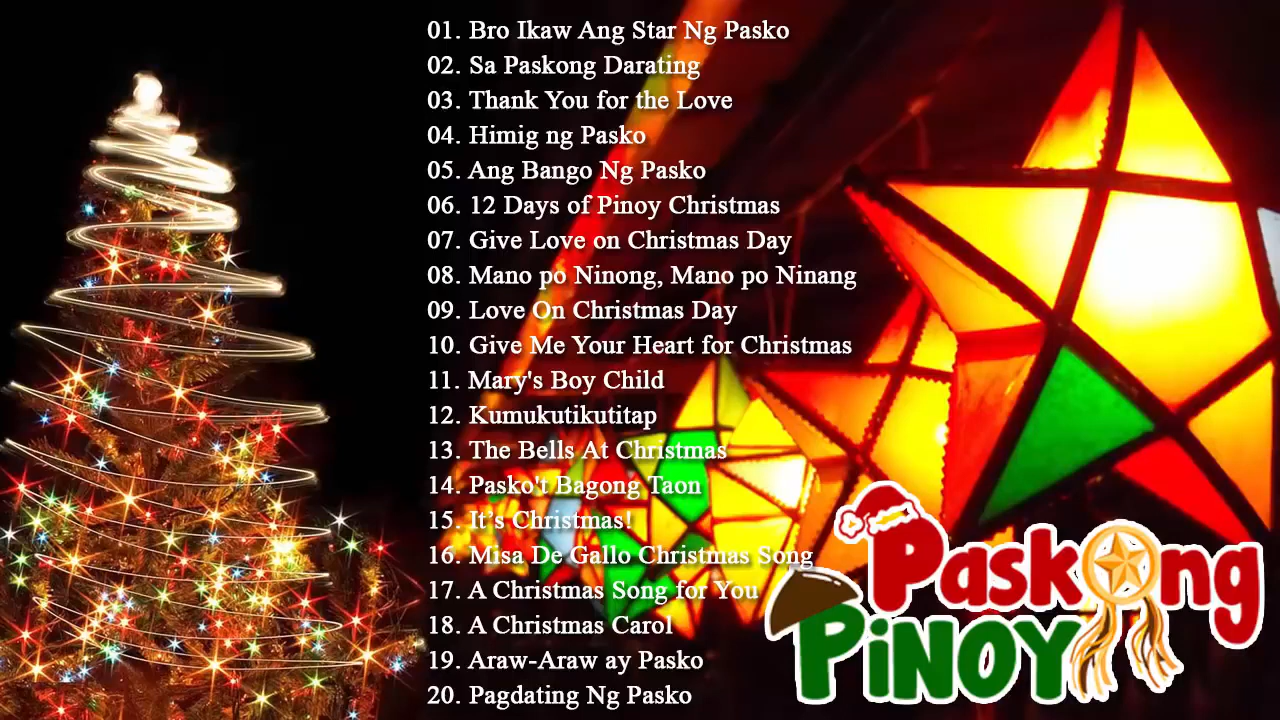 01. Bro Ikaw Ang Star Ng Pasko
02. Sa Paskong Darating
03. Thank You for the Love
04. Himig ng Pasko
05. Ang Bango Ng Pasko
06. 12 Days of Pinoy Christmas
07. Give Love on Christmas Day
08. Mano po Ninong, Mano po Ninang
09. Love On Christmas Day
10. Give Me Your Heart for Christmas
11. Mary's Boy Child
12. Kumukutikutitap
13. The Bells At Christmas
14. Pasko't Bagong Taon
15. It’s Christmas!
16. Misa De Gallo Christmas Song
17. A Christmas Song for You
18. A Christmas Carol
19. Araw-Araw ay Pasko
20. Pagdating Ng Pasko
Paskong
PiNOY